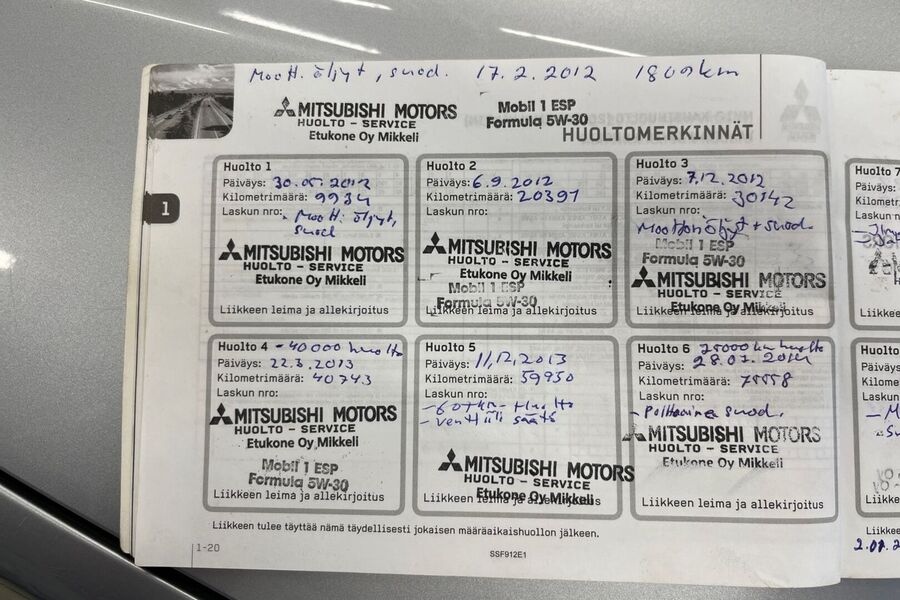 Moott. öljyt, suod. 17.2.2012 1809km
MITSUBISHI MOTORS
HUOLTO - SERVICE
Etukone Oy Mikkeli
Mobil 1 ESP
Formula 5W-30
HUOLTOMERKINNÄT
1
Huolto 1
Päiväys: 30.05.2012
Kilometrimäärä: 9934
Laskun nro:
- Moott. öljyt,
suod
MITSUBISHI MOTORS
HUOLTO - SERVICE
Etukone Oy Mikkeli
Liikkeen leima ja allekirjoitus
Huolto 2
Päiväys: 6.9.2012
Kilometrimäärä: 20391
Laskun nro:
MITSUBISHI MOTORS
HUOLTO - SERVICE
Etukone Oy Mikkeli
Mobil 1 ESP
Formula 5W-30
Liikkeen leima ja allekirjoitus
Huolto 3
Päiväys: 7.12.2012
Kilometrimäärä: 30142
Laskun nro:
Moottoriöljyt + suod.
Mobil 1 ESP
Formula 5W-30
MITSUBISHI MOTORS
HUOLTO - SERVICE
Etukone Oy Mikkeli
Liikkeen leima ja allekirjoitus
Huolto 4 - 40000 huolto
Päiväys: 22.3.2013
Kilometrimäärä: 40743
Laskun nro:
MITSUBISHI MOTORS
HUOLTO - SERVICE
Etukone Oy Mikkeli
Mobil 1 ESP
Formula 5W-30
Liikkeen leima ja allekirjoitus
Huolto 5
Päiväys: 11,12,2013
Kilometrimäärä: 59950
Laskun nro:
- 60 tkm - Huolto
- venttiili säätö
MITSUBISHI MOTORS
HUOLTO - SERVICE
Etukone Oy Mikkeli
Liikkeen leima ja allekirjoitus
Huolto 6 75000 km huolto
Päiväys: 28.07.2014
Kilometrimäärä:
Laskun nro:
- Polttoaine suod.
MITSUBISHI MOTORS
HUOLTO - SERVICE
Etukone Oy Mikkeli
Liikkeen leima ja allekirjoitus
Huolto 7
Päiväys:
Kilometri
Laskun
Liikkeen
Huolto
Päiväys:
Kilomet
Laskun
Liikkee
Liikkeen tulee täyttää nämä täydellisesti jokaisen määräaikaishuollon jälkeen.
1-20
SSF912E1